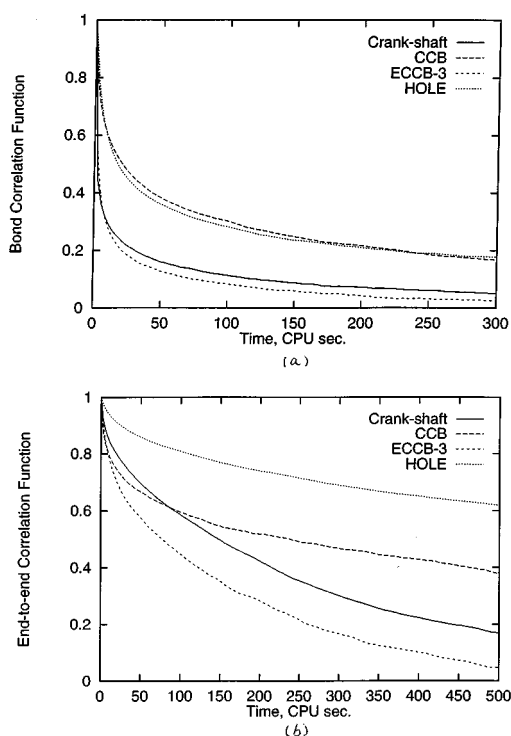 Bond Correlation Function
1
0.8
0.6
0.4
0.2
0
Crank-shaft
CCB
ECCB-3
HOLE
0 50 100 150 200 250 300
Time, CPU sec.
(a)
End-to-end Correlation Function
1
0.8
0.6
0.4
0.2
0
Crank-shaft
CCB
ECCB-3
HOLE
0 50 100 150 200 250 300 350 400 450 500
Time, CPU sec.
(b)